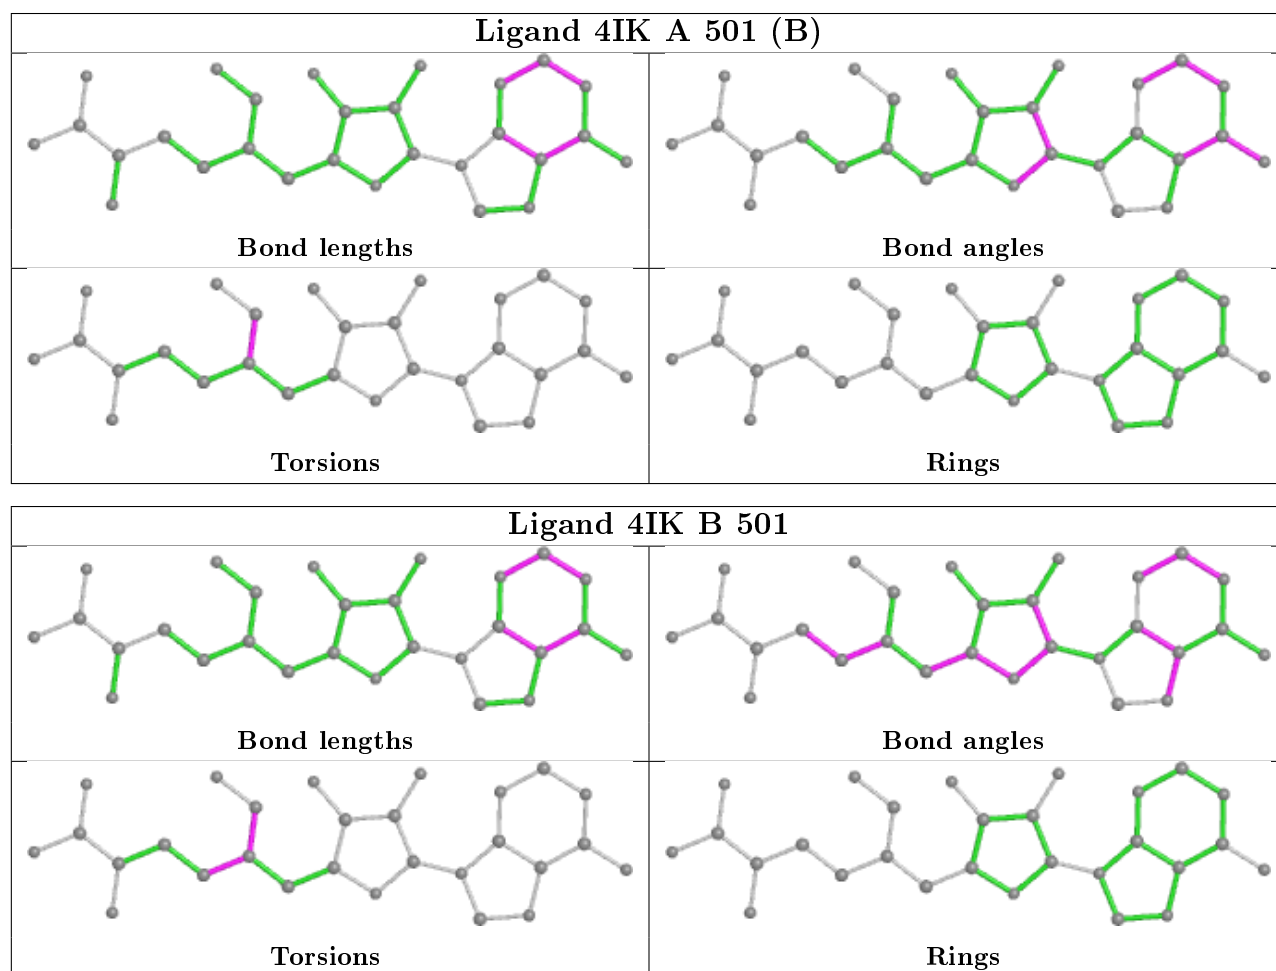 Ligand 4IK A 501 (B)
Bond lengths
Bond angles
Torsions
Rings
Ligand 4IK B 501
Bond lengths
Bond angles
Torsions
Rings